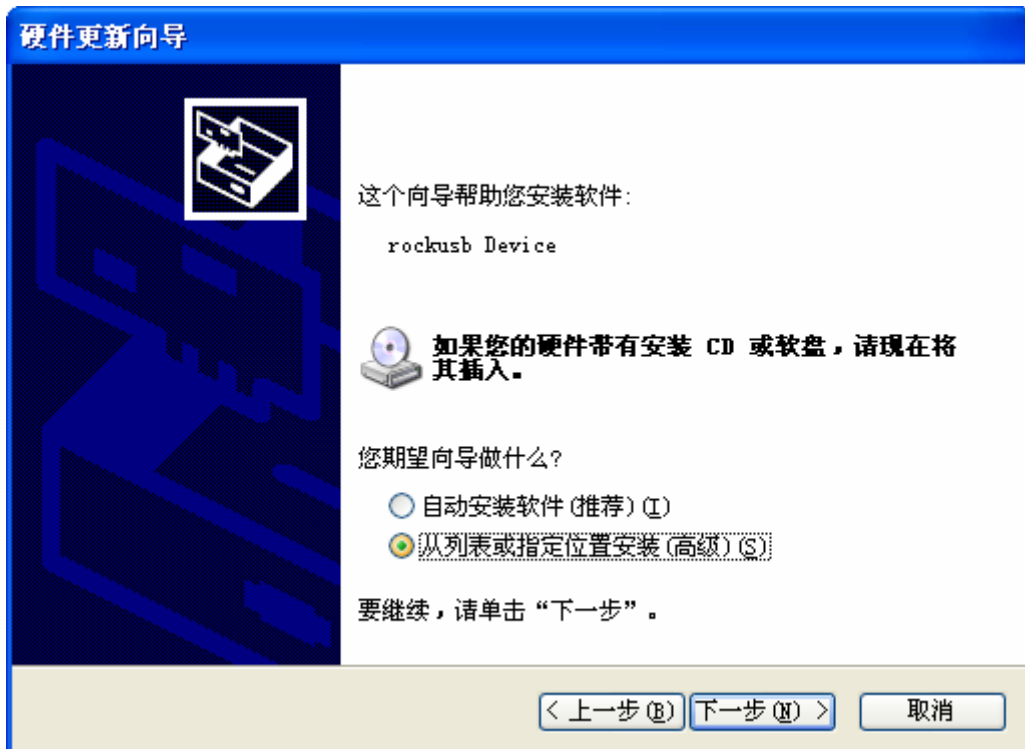 硬件更新向导
这个向导帮助您安装软件:
rockusb Device
如果您的硬件带有安装 CD 或软盘，请现在将
其插入。
您期望向导做什么?
自动安装软件(推荐)(I)
从列表或指定位置安装(高级)(S)
要继续，请单击“下一步”。
< 上一步(B) 下一步(N) > 取消